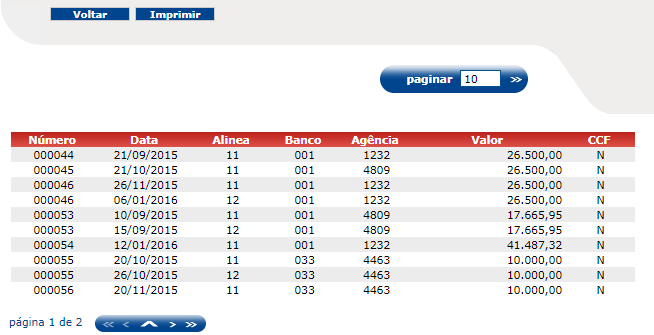 Voltar Imprimir
paginar 10 >>
Número Data Alinea Banco Agência Valor CCF
000044 21/09/2015 11 001 1232 26.500,00 N
000045 21/10/2015 11 001 4809 26.500,00 N
000046 26/11/2015 11 001 1232 26.500,00 N
000046 06/01/2016 12 001 1232 26.500,00 N
000053 10/09/2015 11 001 4809 17.665,95 N
000053 15/09/2015 12 001 4809 17.665,95 N
000054 12/01/2016 11 001 1232 41.487,32 N
000055 20/10/2015 11 033 4463 10.000,00 N
000055 26/10/2015 12 033 4463 10.000,00 N
000056 20/11/2015 11 033 4463 10.000,00 N
página 1 de 2